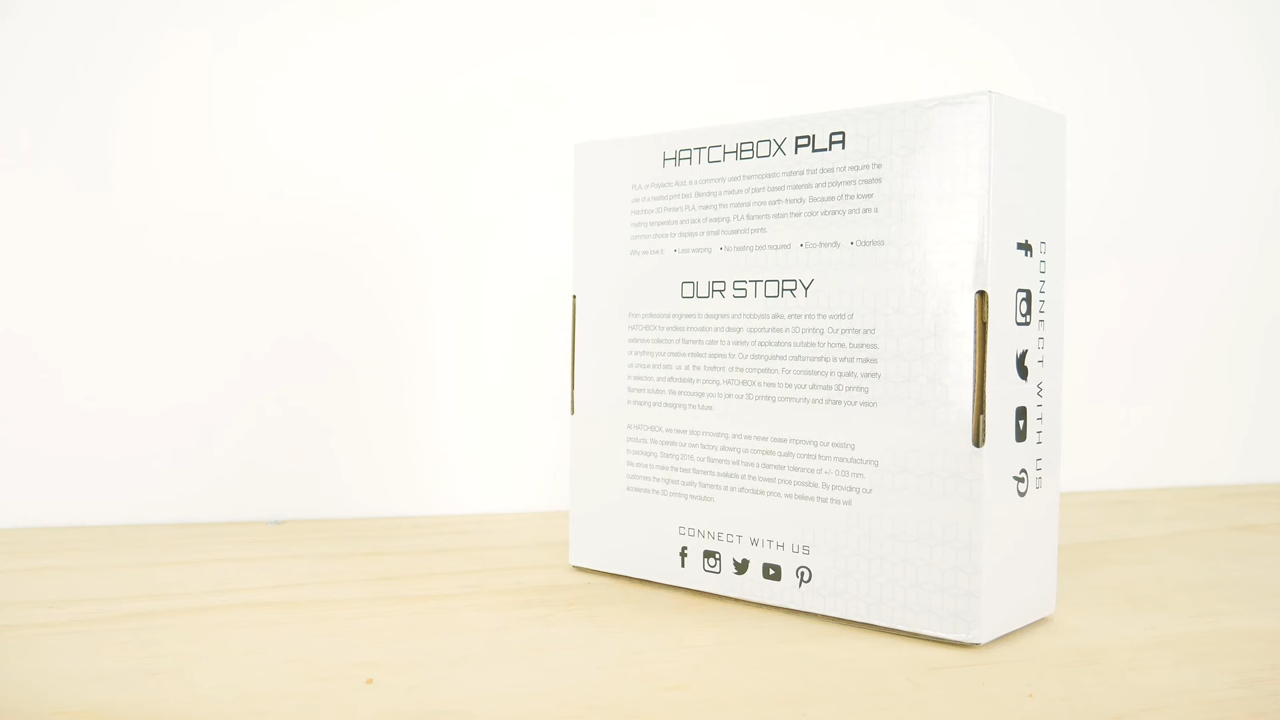 HATCHBOX PLA
PLA, or Polylactic Acid, is a commonly used thermoplastic material that does not require the
use of a heated print bed. Blending a mixture of plant-based materials and polymers creates
Hatchbox 3D Printer's PLA, making this material more earth-friendly. Because of the lower
melting temperature and lack of warping, PLA filaments retain their color vibrancy and are a
common choice for displays or small household prints.
Why we love it: • Less warping • No heating bed required • Eco-friendly • Odorless
OUR STORY
From professional engineers to designers and hobbyists alike, enter into the world of
HATCHBOX for endless innovation and design opportunities in 3D printing. Our printer and
extensive collection of filaments cater to a variety of applications suitable for home, business,
or anything your creative intellect aspires for. Our distinguished craftsmanship is what makes
us unique and sets us at the forefront of the competition. For consistency in quality, variety
in selection, and affordability in pricing, HATCHBOX is here to be your ultimate 3D printing
filament solution. We encourage you to join our 3D printing community and share your vision
in shaping and designing the future.
At HATCHBOX, we never stop innovating, and we never cease improving our existing
products. We operate our own factory, allowing us complete quality control from manufacturing
to packaging. Starting 2016, our filaments will have a diameter tolerance of +/- 0.03 mm.
We strive to make the best filaments available at the lowest price possible. By providing our
customers the highest quality filaments at an affordable price, we believe that this will
accelerate the 3D printing revolution.
CONNECT WITH US
CONNECT WITH US